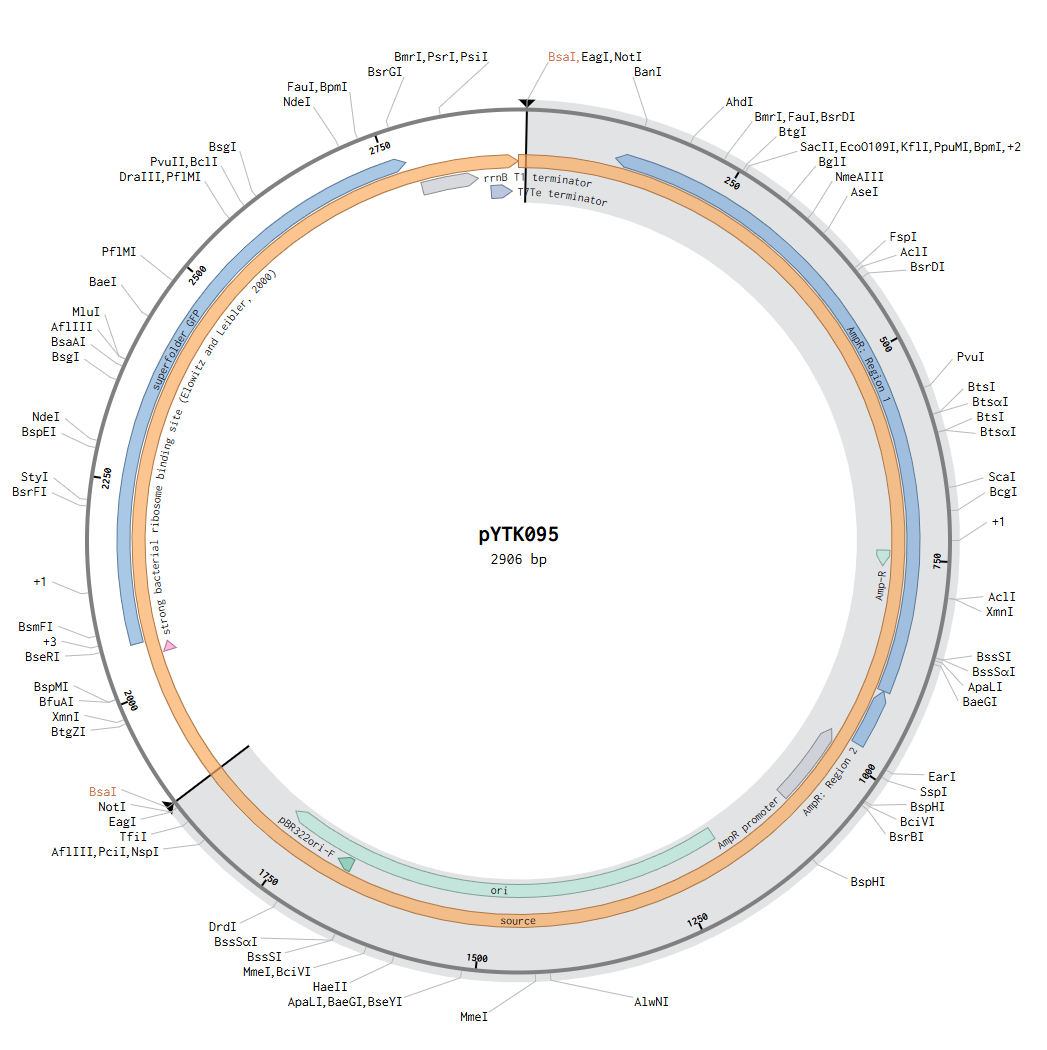 BmrI,PsrI,PsiI
BsrGI
FauI,BpmI
NdeI
BsgI
PvuII,BclI
DraIII,PflMI
PflMI
BaeI
MluI
AflIII
BsaAI
BsgI
NdeI
BspEI
StyI
BsrFI
+1
BsmFI
+3
BseRI
BspMI
BfuAI
XmnI
BtgZI
BsaI
NotI
EagI
TfiI
AflIII,PciI,NspI
DrdI
BssSαI
BssSI
MmeI,BciVI
HaeII
ApaLI,BaeGI,BseYI
MmeI
BsaI,EagI,NotI
BanI
AhdI
BmrI,FauI,BsrDI
BtgI
SacII,EcoO109I,KflI,PpuMI,BpmI,+2
BglI
NmeAIII
AseI
FspI
AclI
BsrDI
PvuI
BtsI
BtsαI
BtsI
BtsαI
ScaI
BcgI
+1
AclI
XmnI
BssSI
BssSαI
ApaLI
BaeGI
EarI
SspI
BspHI
BciVI
BsrBI
BspHI
AlwNI
250
500
750
1000
1250
1500
1750
2000
2250
2500
2750
rrnB T1 terminator
T7Te terminator
superfolder GFP
strong bacterial ribosome binding site (Elowitz and Leibler, 2000)
AmpR: Region 1
Amp-R
AmpR: Region 2
AmpR promoter
pBR322ori-F
ori
source
pYTK095
2906 bp